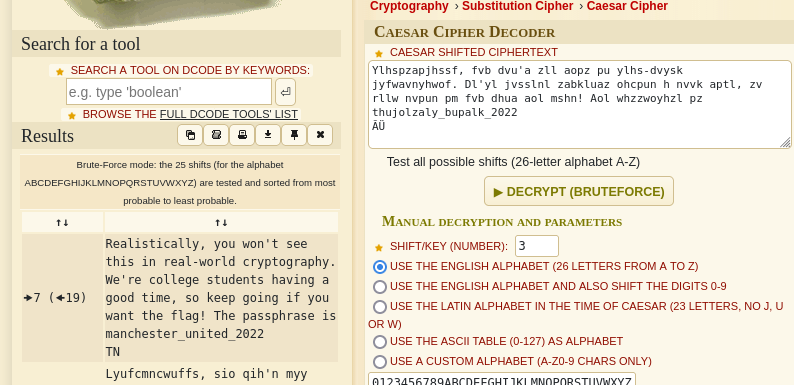 Cryptography › Substitution Cipher › Caesar Cipher
Search for a tool
SEARCH A TOOL ON DCODE BY KEYWORDS:
e.g. type 'boolean'
BROWSE THE FULL DCODE TOOLS' LIST
Results
Brute-Force mode: the 25 shifts (for the alphabet
ABCDEFGHIJKLMNOPQRSTUVWXYZ) are tested and sorted from most
probable to least probable.
↑↓ ↑↓
→7 (←19)
Realistically, you won't see
this in real-world cryptography.
We're college students having a
good time, so keep going if you
want the flag! The passphrase is
manchester_united_2022
TN
Lyufcmncwuffs, sio qih'n myy
CAESAR CIPHER DECODER
CAESAR SHIFTED CIPHERTEXT
Ylhspzapjhssf, fvb dvu'a zll aopz pu ylhs-dvysk
jyfwavnyhwof. Dl'yl jvsslnl zabkluaz ohcpun h nvvk aptl, zv
rllw nvpun pm fvb dhua aol mshn! Aol whzzwoyhzl pz
thujolzaly_bupalk_2022
ÄÜ
Test all possible shifts (26-letter alphabet A-Z)
▶ DECRYPT (BRUTEFORCE)
MANUAL DECRYPTION AND PARAMETERS
SHIFT/KEY (NUMBER): 3
USE THE ENGLISH ALPHABET (26 LETTERS FROM A TO Z)
USE THE ENGLISH ALPHABET AND ALSO SHIFT THE DIGITS 0-9
USE THE LATIN ALPHABET IN THE TIME OF CAESAR (23 LETTERS, NO J, U
OR W)
USE THE ASCII TABLE (0-127) AS ALPHABET
USE A CUSTOM ALPHABET (A-Z0-9 CHARS ONLY)
0123456789ABCDEFGHIJKLMNOPQRSTUVWXYZ